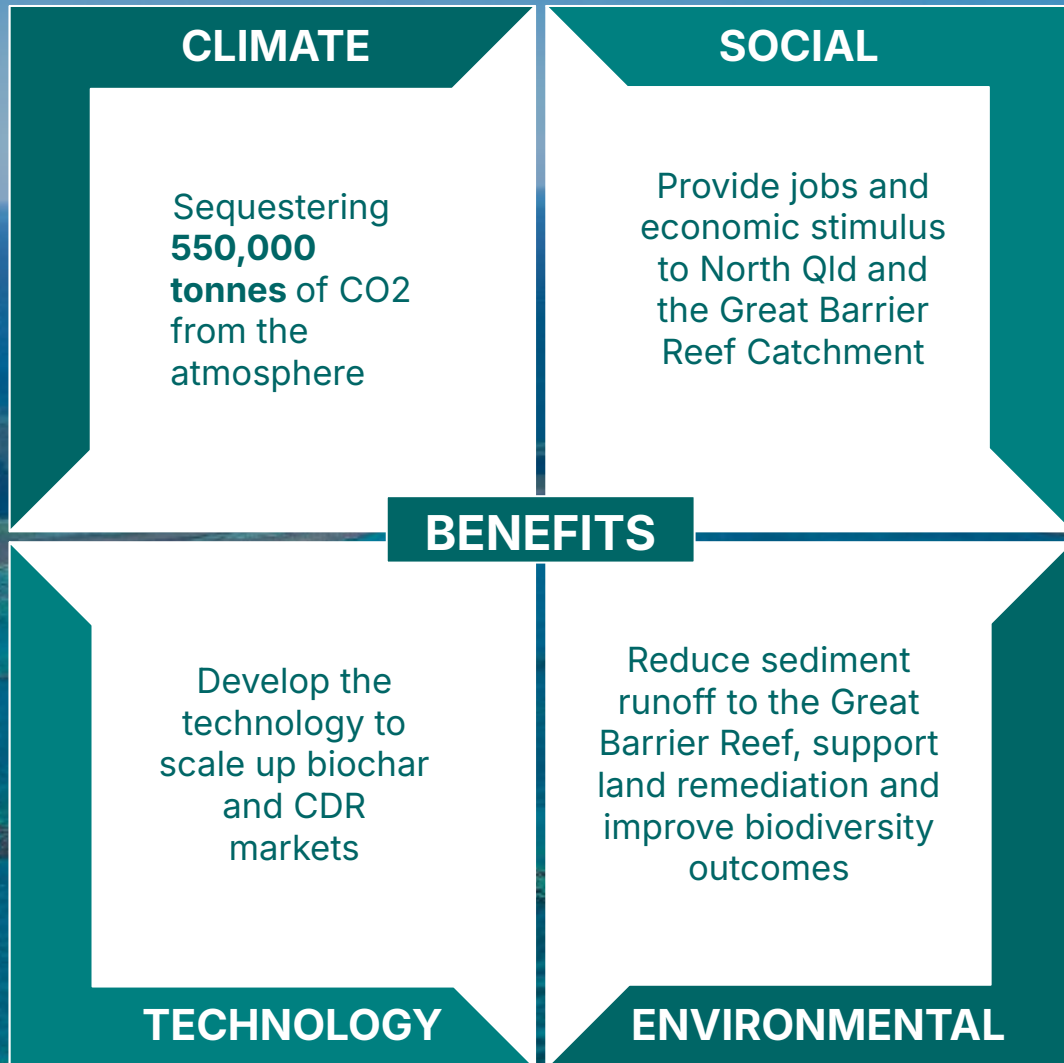 CLIMATE
Sequestering
550,000
tonnes of CO2
from the
atmosphere
SOCIAL
Provide jobs and
economic stimulus
to North Qld and
the Great Barrier
Reef Catchment
BENEFITS
Develop the
technology to
scale up biochar
and CDR
markets
TECHNOLOGY
Reduce sediment
runoff to the Great
Barrier Reef, support
land remediation and
improve biodiversity
outcomes
ENVIRONMENTAL